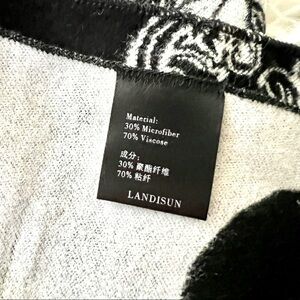 Material:
30% Microfiber
70% Viscose
成分:
30% 聚酯纤维
70% 粘纤
LANDISUN